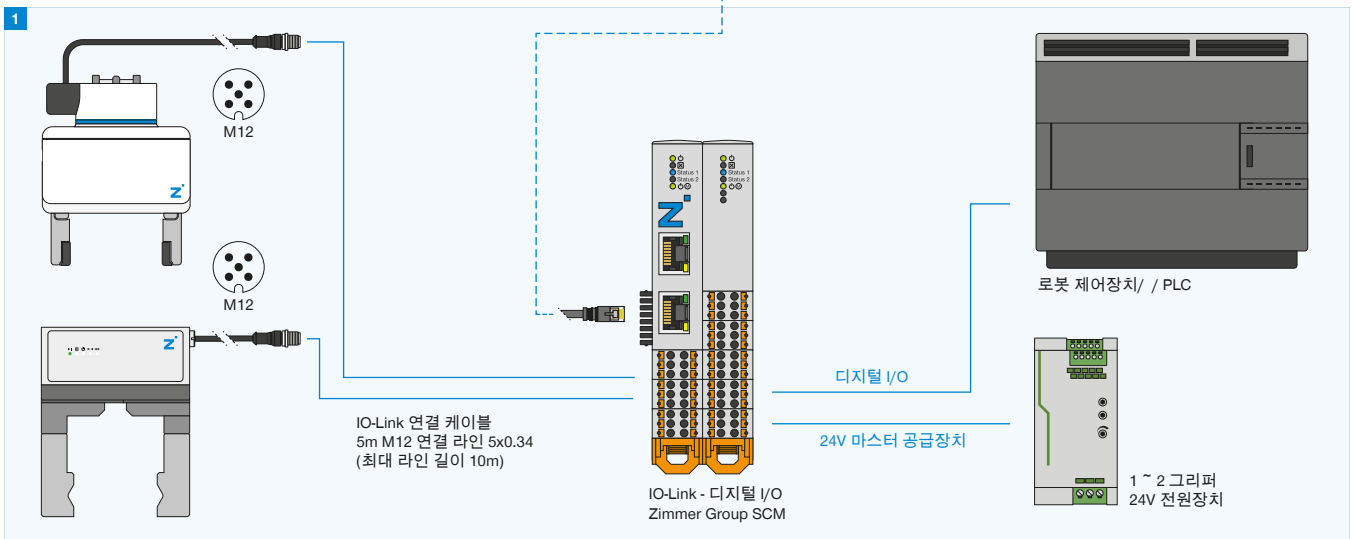 1
M12
M12
Status 1
Status 2
Status 1
Status 2
로봇 제어장치/ / PLC
디지털 I/O
24V 마스터 공급장치
IO-Link 연결 케이블
5m M12 연결 라인 5x0.34
(최대 라인 길이 10m)
IO-Link - 디지털 I/O
Zimmer Group SCM
1 ~ 2 그리퍼
24V 전원장치